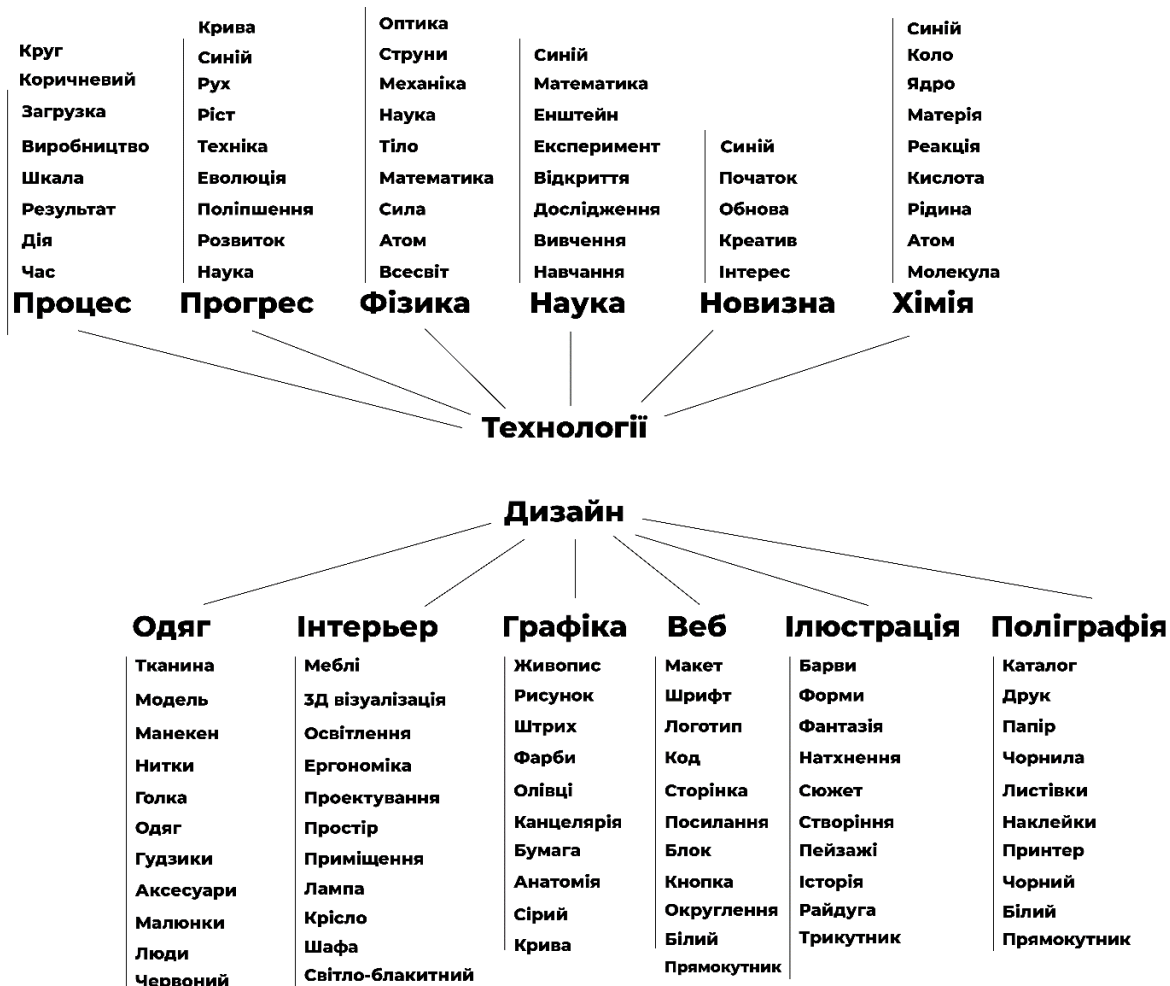 Круг
Коричневий
Загрузка
Виробництво
Шкала
Результат
Дія
Час
Процес
Крива
Синій
Рух
Ріст
Техніка
Еволюція
Поліпшення
Розвиток
Наука
Прогрес
Оптика
Струни
Механіка
Наука
Тіло
Математика
Сила
Атом
Всесвіт
Фізика
Синій
Математика
Енштейн
Експеримент
Відкриття
Дослідження
Вивчення
Навчання
Наука
Синій
Початок
Обнова
Креатив
Інтерес
Новизна
Синій
Коло
Ядро
Матерія
Реакція
Кислота
Рідина
Атом
Молекула
Хімія
Технології
Дизайн
Одяг
Тканина
Модель
Манекен
Нитки
Голка
Одяг
Гудзики
Аксесуари
Малюнки
Люди
Червоний
Інтерьер
Меблі
3Д візуалізація
Освітлення
Ергономіка
Проектування
Простір
Приміщення
Лампа
Крісло
Шафа
Світло-блакитний
Графіка
Живопис
Рисунок
Штрих
Фарби
Олівці
Канцелярія
Бумага
Анатомія
Сірий
Крива
Веб
Макет
Шрифт
Логотип
Код
Сторінка
Посилання
Блок
Кнопка
Округлення
Білий
Прямокутник
Ілюстрація
Барви
Форми
Фантазія
Натхнення
Сюжет
Створіння
Пейзажі
Історія
Райдуга
Трикутник
Поліграфія
Каталог
Друк
Папір
Чорнила
Листівки
Наклейки
Принтер
Чорний
Білий
Прямокутник